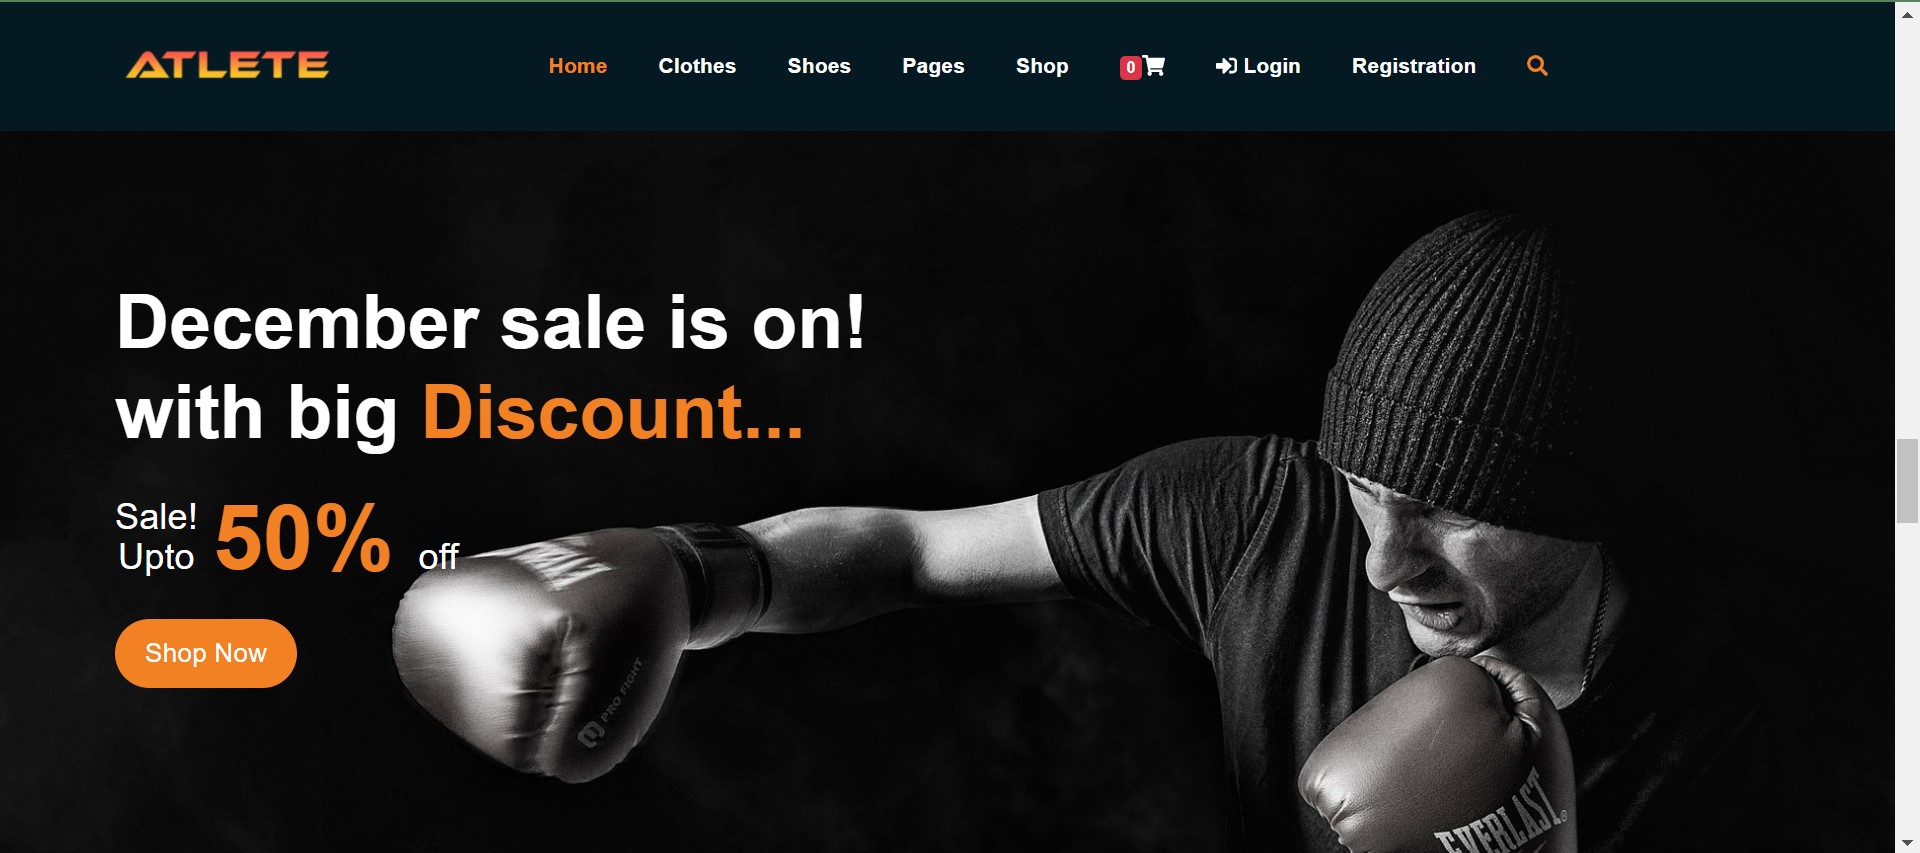 ATLETE
Home Clothes Shoes Pages Shop 0 Login Registration
December sale is on!
with big Discount...
Sale!
Upto 50% off
Shop Now
PRO FIGHT
EVERLAST